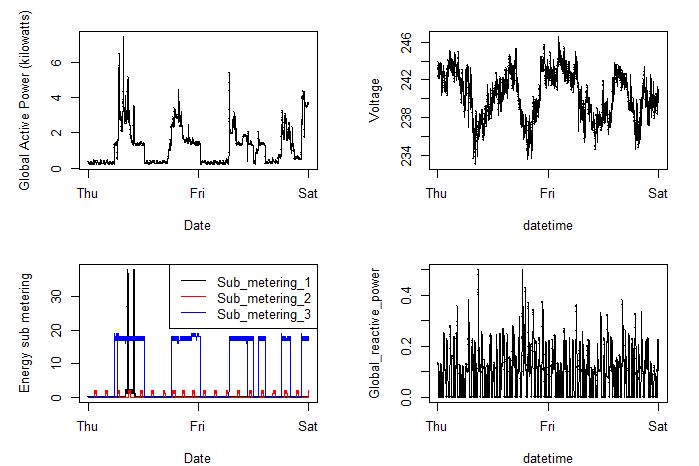 Global Active Power (kilowatts)
6
4
2
0
Thu Fri Sat
Date
Voltage
246
242
238
234
Thu Fri Sat
datetime
Energy sub metering
30
20
10
0
Sub_metering_1
Sub_metering_2
Sub_metering_3
Thu Fri Sat
Date
Global_reactive_power
0.4
0.2
0.0
Thu Fri Sat
datetime